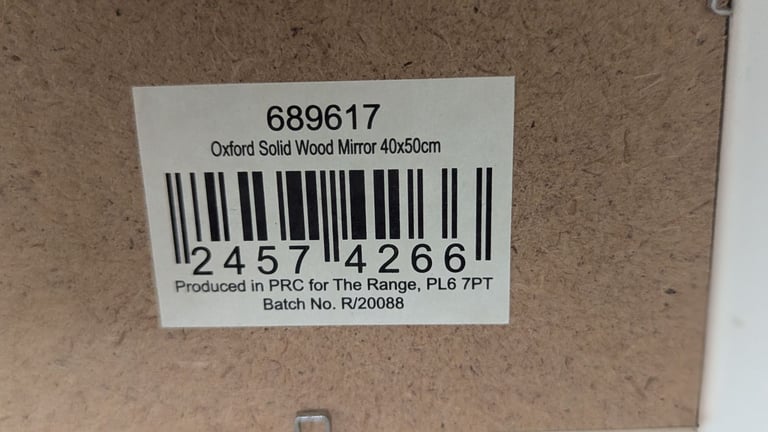 689617
Oxford Solid Wood Mirror 40x50cm
2457 4266
Produced in PRC for The Range, PL6 7PT
Batch No. R/20088